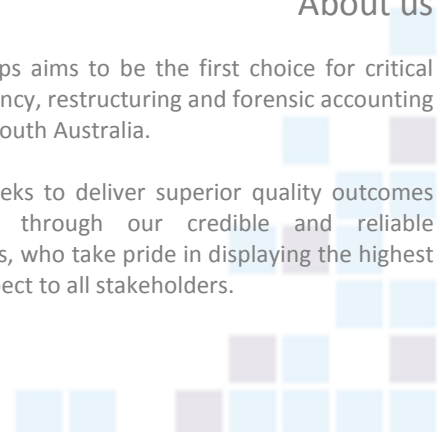 About us
ps aims to be the first choice for critical
ncy, restructuring and forensic accounting
outh Australia.
eks to deliver superior quality outcomes
through our credible and reliable
s, who take pride in displaying the highest
pect to all stakeholders.